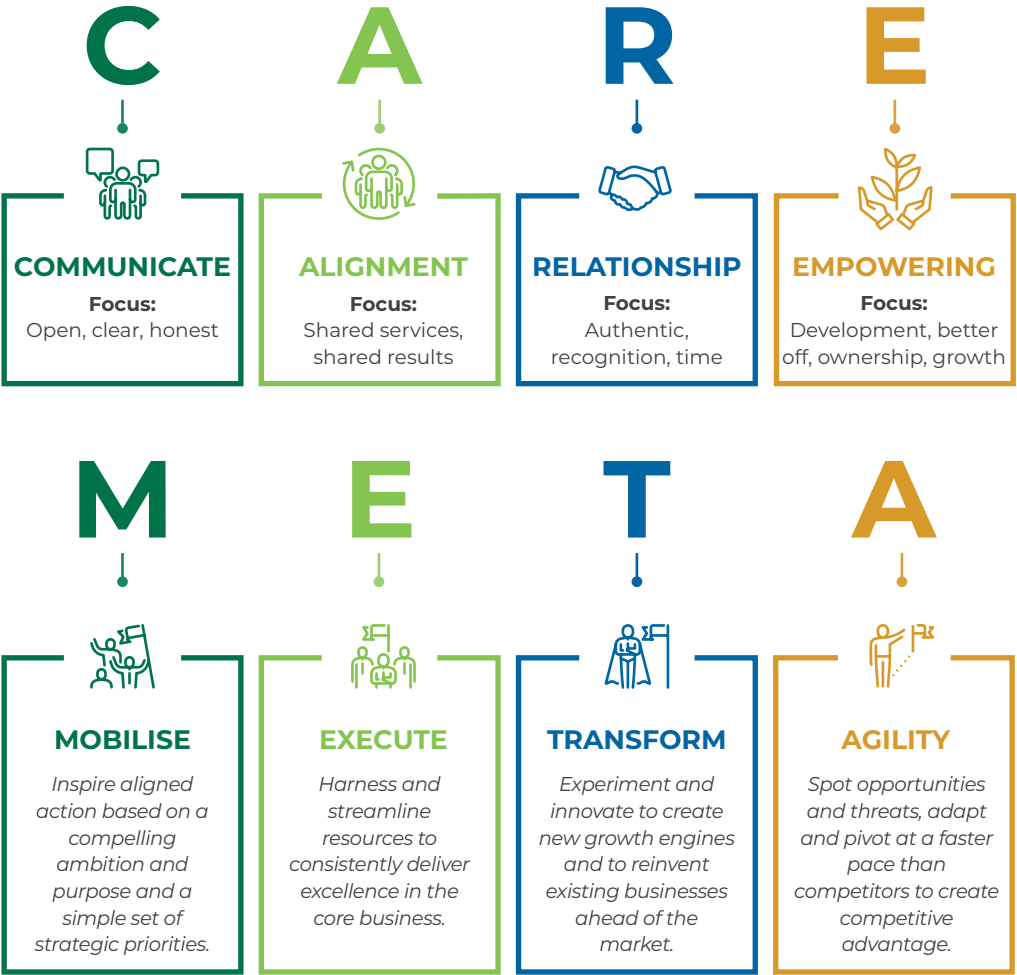 C A R E
COMMUNICATE
Focus:
Open, clear, honest
ALIGNMENT
Focus:
Shared services,
shared results
RELATIONSHIP
Focus:
Authentic,
recognition, time
EMPOWERING
Focus:
Development, better
off, ownership, growth
M E T A
MOBILISE
Inspire aligned
action based on a
compelling
ambition and
purpose and a
simple set of
strategic priorities.
EXECUTE
Harness and
streamline
resources to
consistently deliver
excellence in the
core business.
TRANSFORM
Experiment and
innovate to create
new growth engines
and to reinvent
existing businesses
ahead of the
market.
AGILITY
Spot opportunities
and threats, adapt
and pivot at a faster
pace than
competitors to create
competitive
advantage.